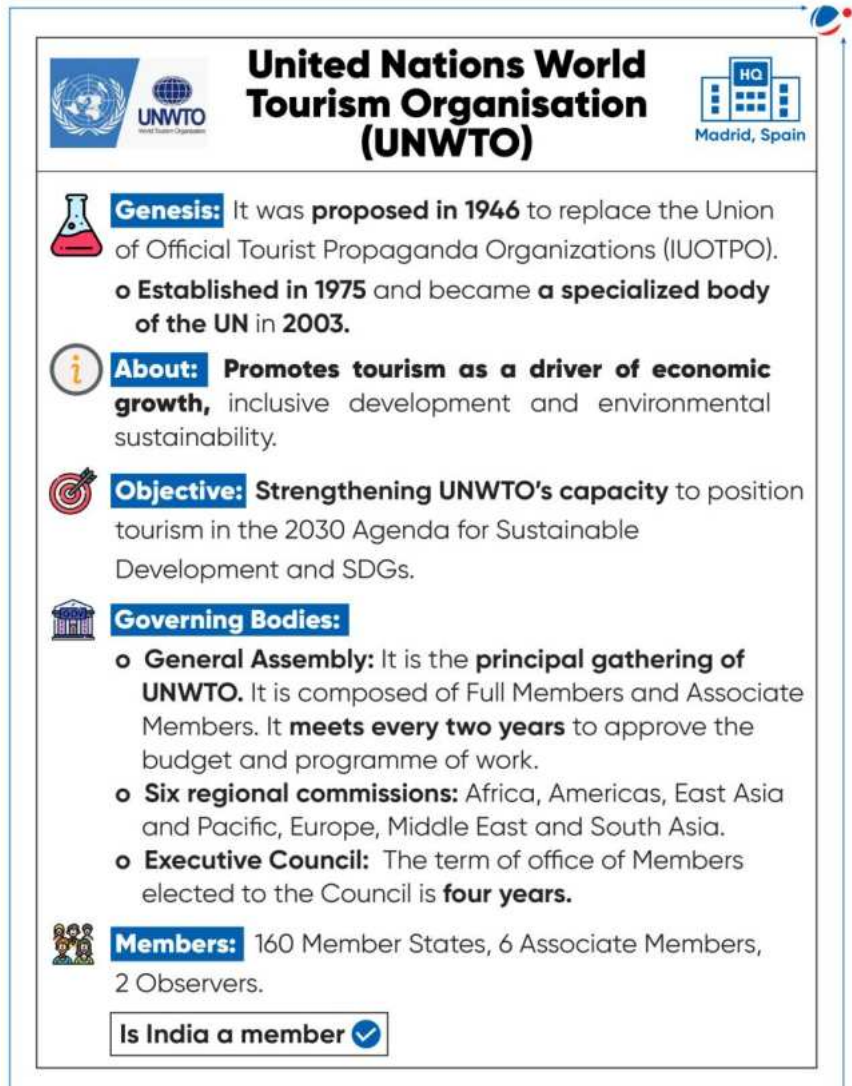 United Nations World
Tourism Organisation
(UNWTO)
UNWTO
World Tourism Organization
HQ
Madrid, Spain
Genesis: It was proposed in 1946 to replace the Union
of Official Tourist Propaganda Organizations (IUOTPO).
o Established in 1975 and became a specialized body
of the UN in 2003.
About: Promotes tourism as a driver of economic
growth, inclusive development and environmental
sustainability.
Objective: Strengthening UNWTO's capacity to position
tourism in the 2030 Agenda for Sustainable
Development and SDGs.
Governing Bodies:
o General Assembly: It is the principal gathering of
UNWTO. It is composed of Full Members and Associate
Members. It meets every two years to approve the
budget and programme of work.
o Six regional commissions: Africa, Americas, East Asia
and Pacific, Europe, Middle East and South Asia.
o Executive Council: The term of office of Members
elected to the Council is four years.
Members: 160 Member States, 6 Associate Members,
2 Observers.
Is India a member